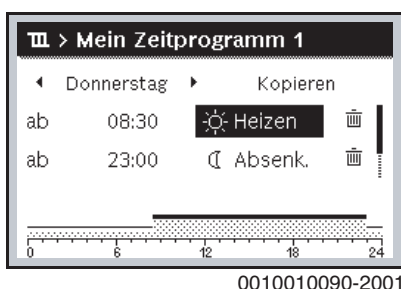 > Mein Zeitprogramm 1
Donnerstag Kopieren
ab 08:30 Heizen
ab 23:00 Absenk.
0 6 12 18 24
0010010090-2001